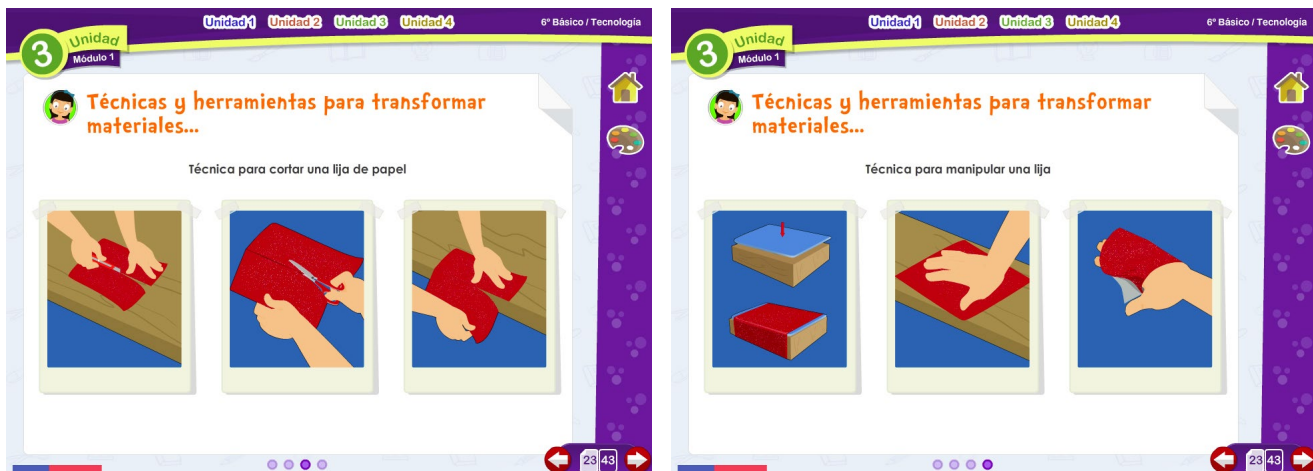 Unidad 1 Unidad 2 Unidad 3 Unidad 4
6º Básico / Tecnología
3 Unidad
Módulo 1
Técnicas y herramientas para transformar
materiales...
Técnica para cortar una lija de papel
23 43
Unidad 1 Unidad 2 Unidad 3 Unidad 4
6º Básico / Tecnología
3 Unidad
Módulo 1
Técnicas y herramientas para transformar
materiales...
Técnica para manipular una lija
23 43